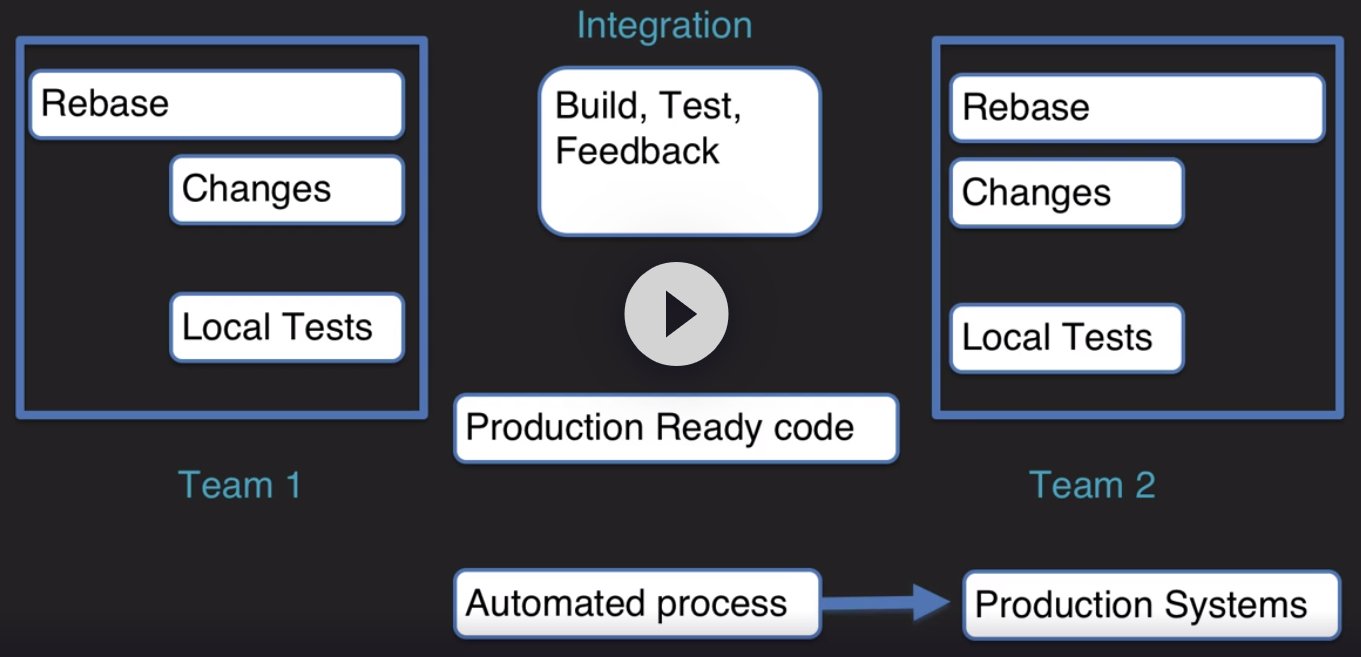 Integration
Rebase
Changes
Local Tests
Team 1
Build, Test,
Feedback
Production Ready code
Rebase
Changes
Local Tests
Team 2
Automated process
Production Systems